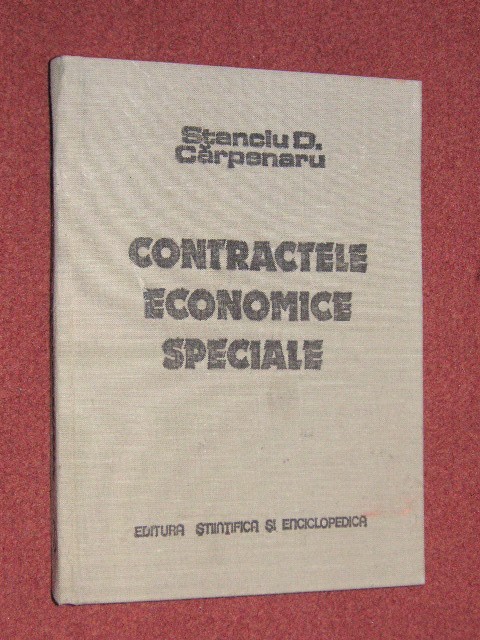 Stanciu D.
Cărpenaru
CONTRACTELE
ECONOMICE
SPECIALE
EDITURA ŞTIINŢIFICA ŞI ENCICLOPEDICA